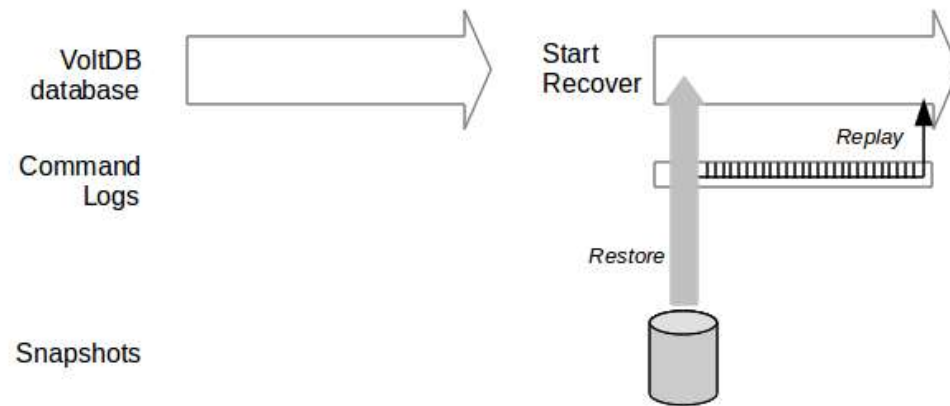 VoltDB
database
Start
Recover
Replay
Command
Logs
Restore
Snapshots